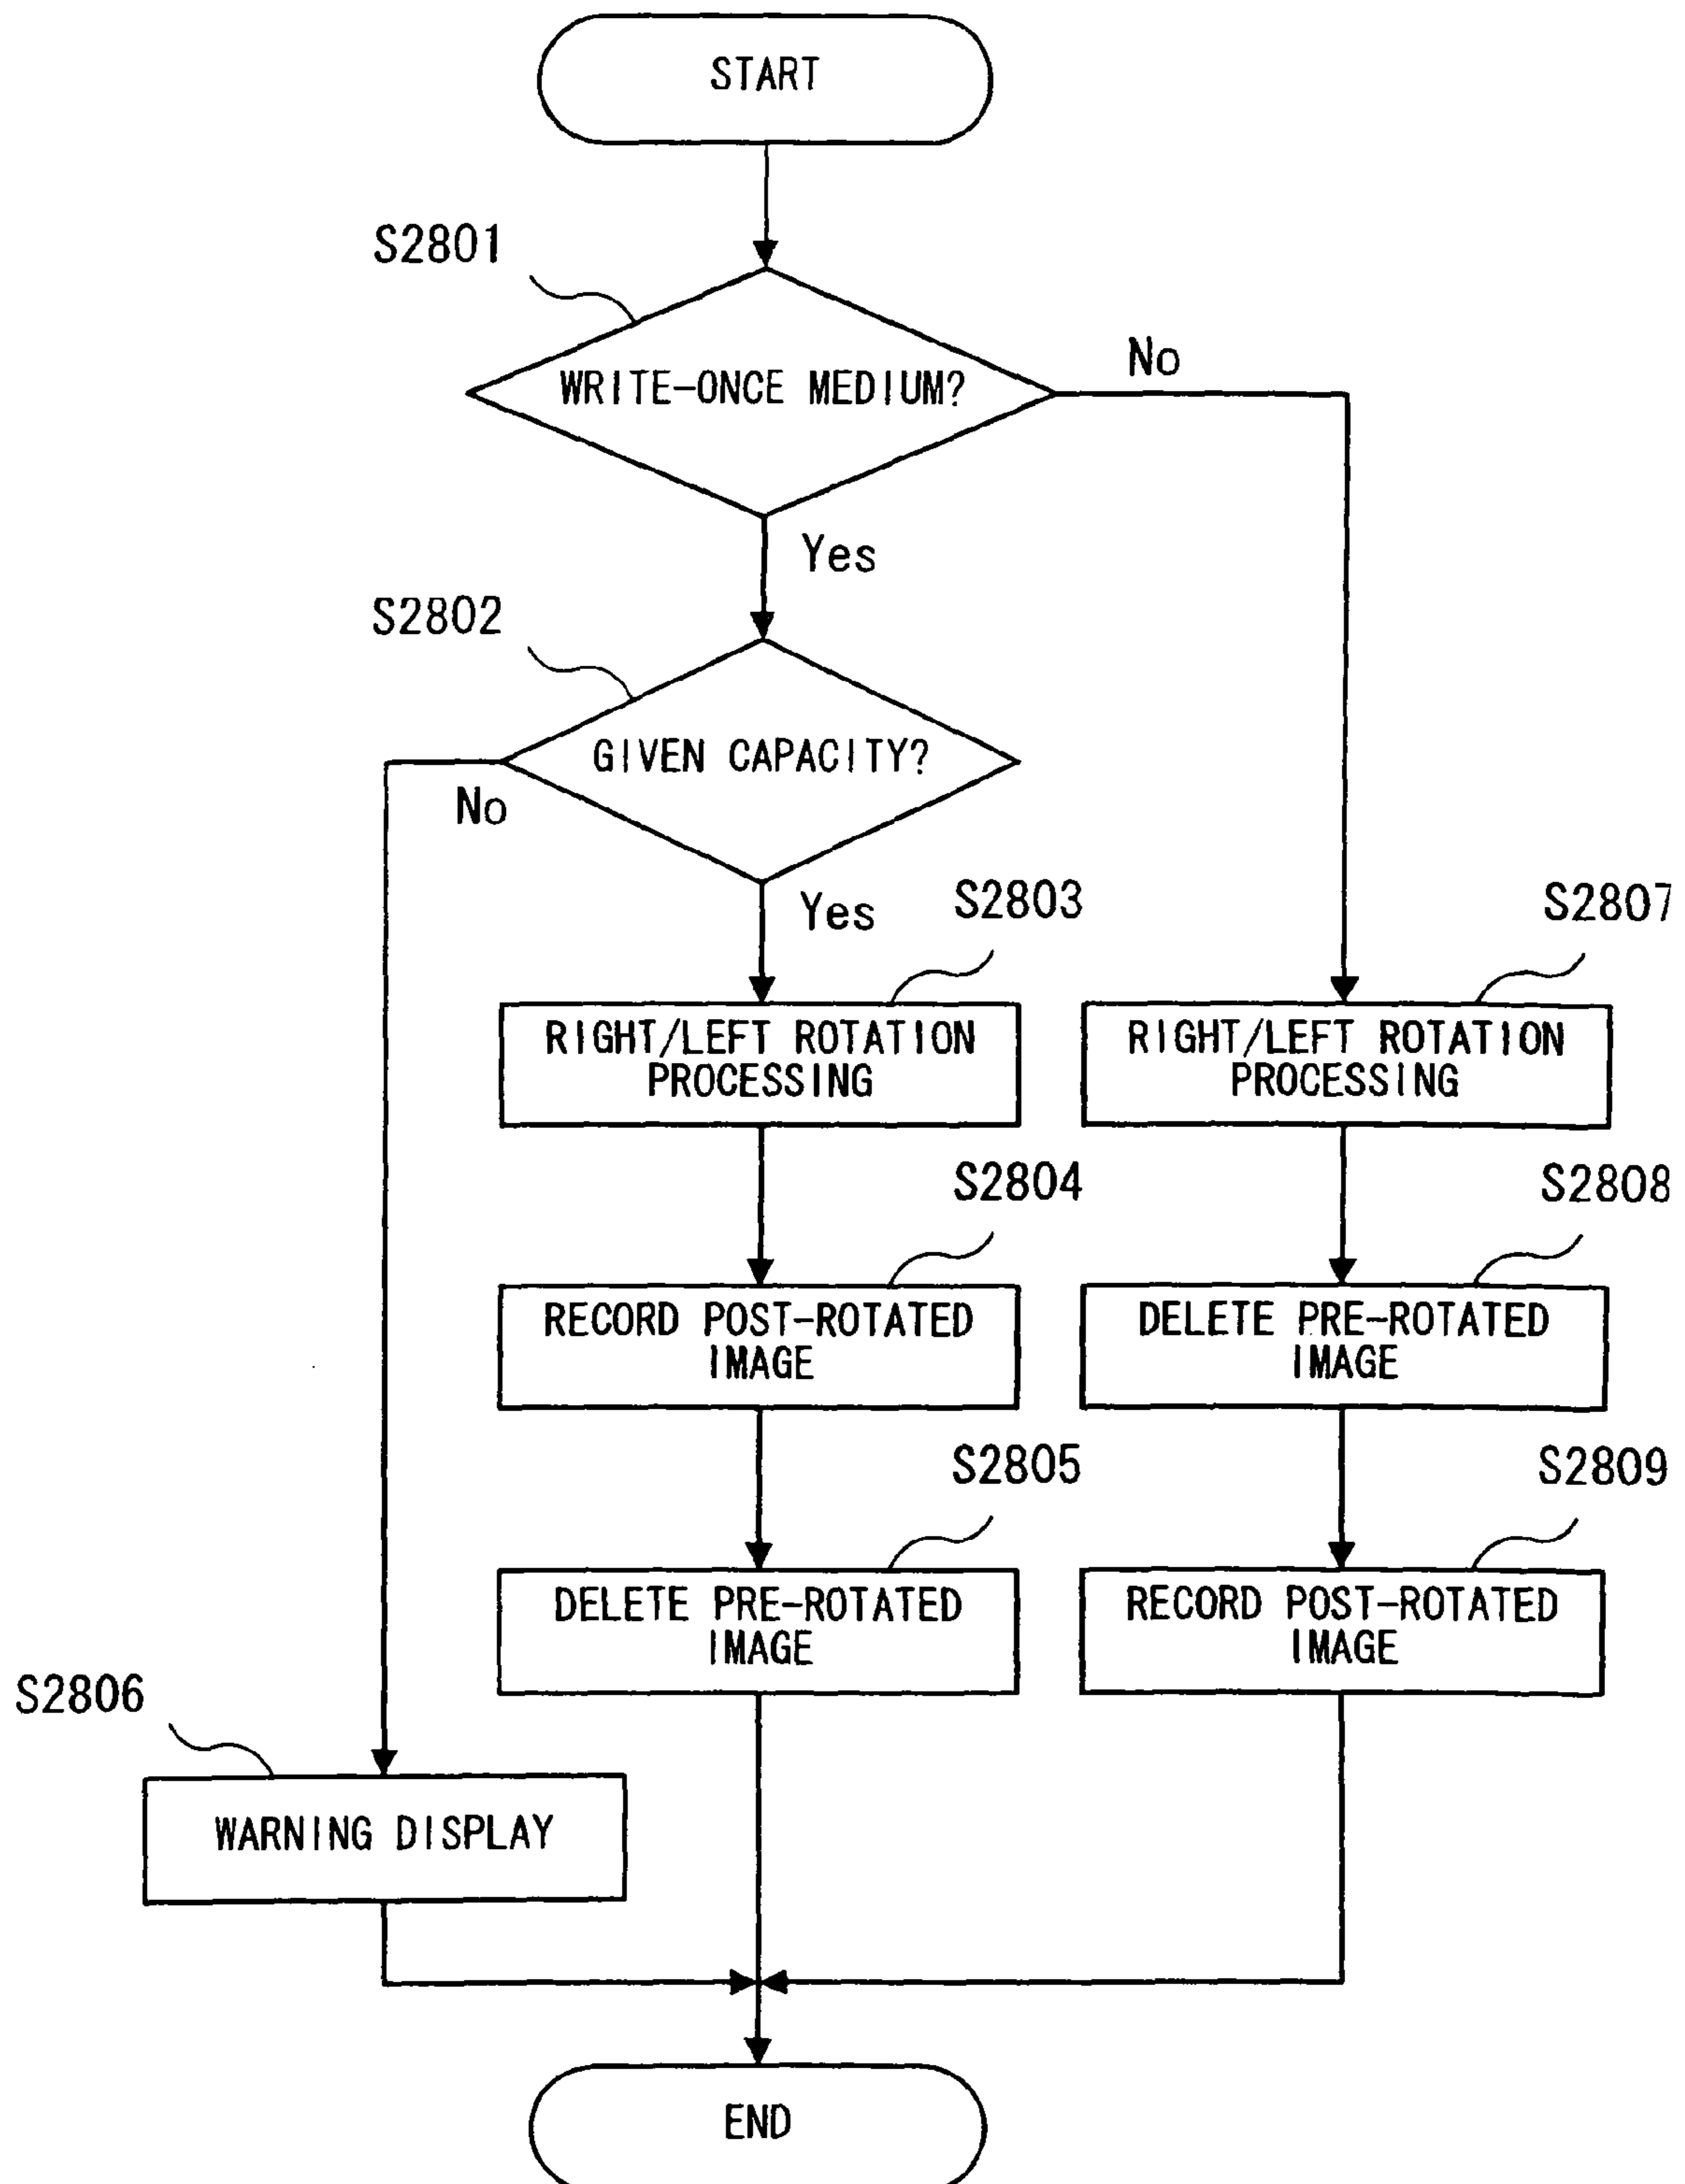 START
S2801
WRITE-ONCE MEDIUM?
No
Yes
S2802
GIVEN CAPACITY?
No
Yes
S2803
S2807
RIGHT/LEFT ROTATION
PROCESSING
RIGHT/LEFT ROTATION
PROCESSING
S2804
S2808
RECORD POST-ROTATED
IMAGE
DELETE PRE-ROTATED
IMAGE
S2805
S2809
DELETE PRE-ROTATED
IMAGE
RECORD POST-ROTATED
IMAGE
S2806
WARNING DISPLAY
END